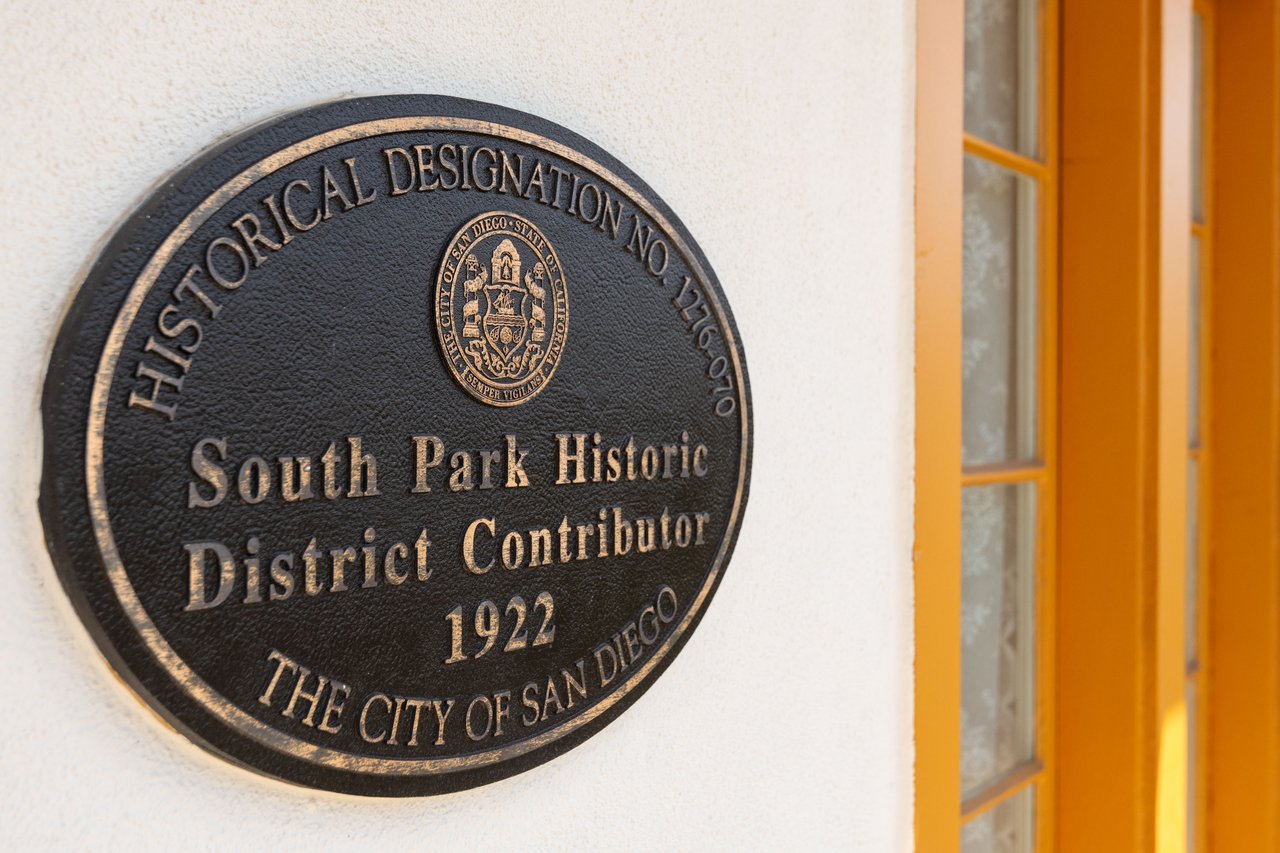 HISTORICAL DESIGNATION NO. 1276-070
THE CITY OF SAN DIEGO · STATE OF CALIFORNIA ·
SEMPER VIGILANS
South Park Historic
District Contributor
1922
THE CITY OF SAN DIEGO